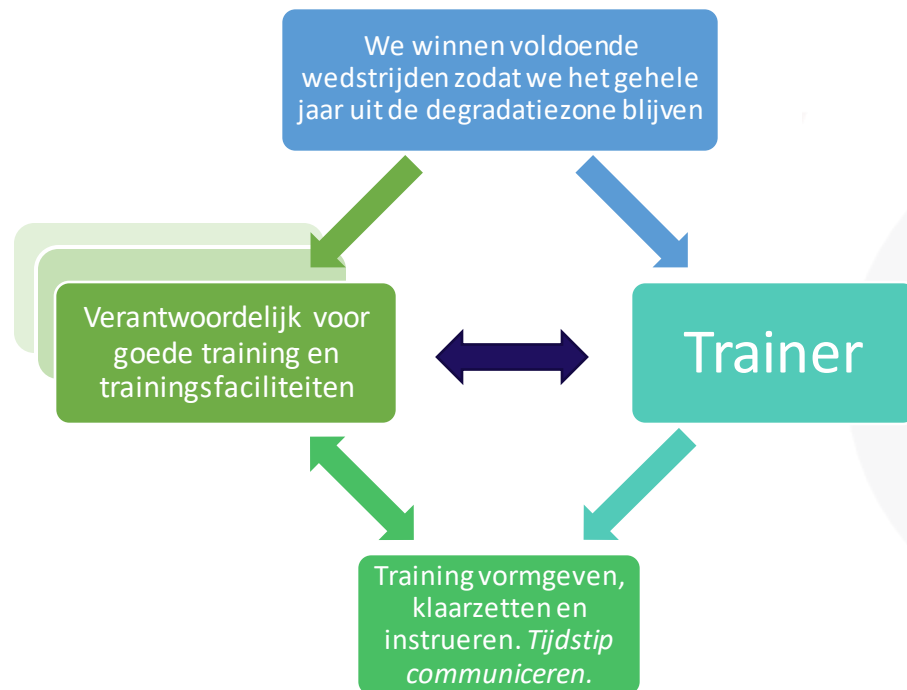 We winnen voldoende
wedstrijden zodat we het gehele
jaar uit de degradatiezone blijven
Verantwoordelijk voor
goede training en
trainingsfaciliteiten
Trainer
Training vormgeven,
klaarzetten en
instrueren. Tijdstip
communiceren.